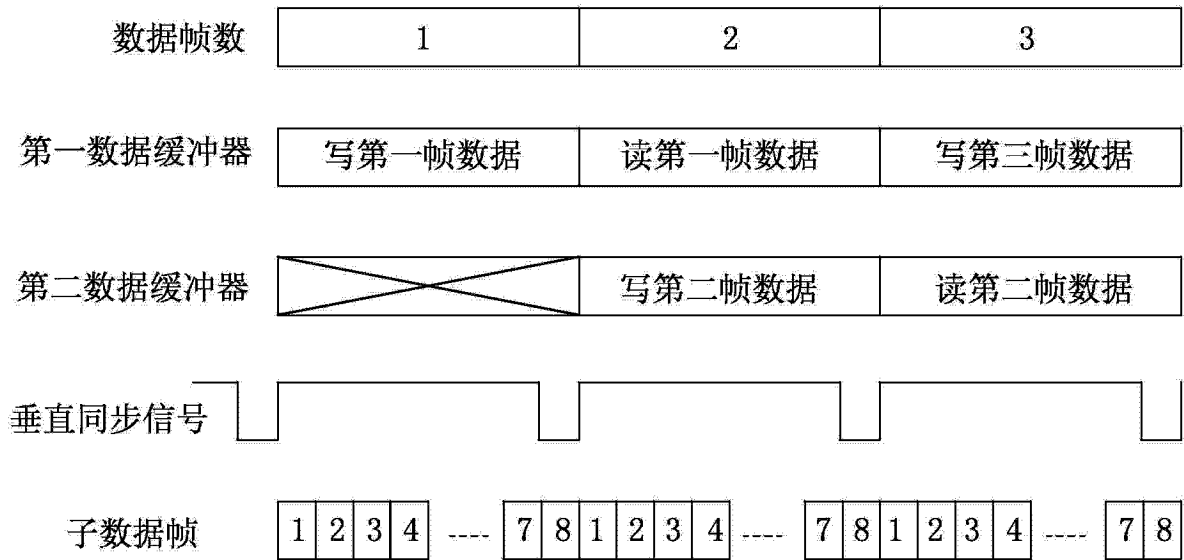 数据帧数 1 2 3
第一数据缓冲器 写第一帧数据 读第一帧数据 写第三帧数据
第二数据缓冲器 写第二帧数据 读第二帧数据
垂直同步信号
子数据帧 1 2 3 4 ---- 7 8 1 2 3 4 ---- 7 8 1 2 3 4 ---- 7 8